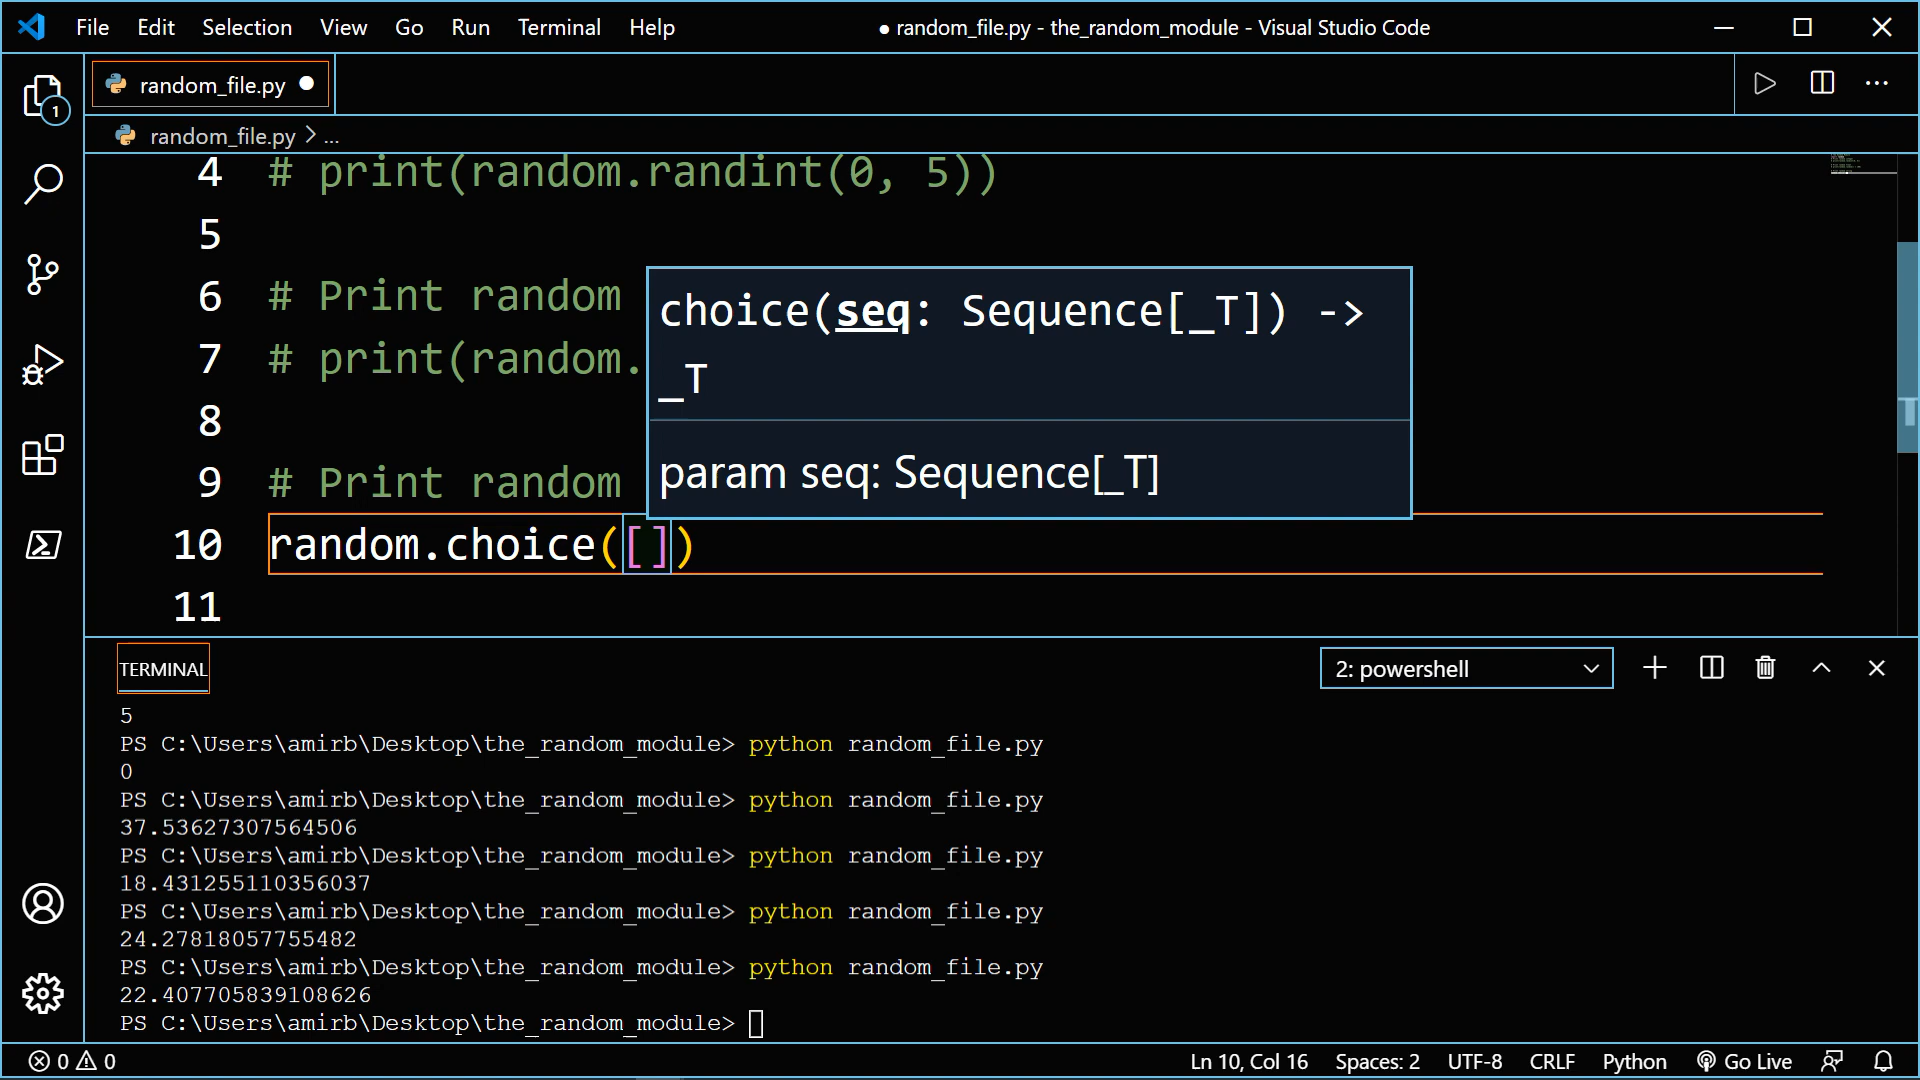 File Edit Selection View Go Run Terminal Help ● random_file.py - the_random_module - Visual Studio Code
random_file.py ●
1
random_file.py > ...
4 # print(random.randint(0, 5))
5
6 # Print random
7 # print(random.
8
9 # Print random
10 random.choice([])
11
choice(seq: Sequence[_T]) ->
_T
param seq: Sequence[_T]
TERMINAL
2: powershell
5
PS C:\Users\amirb\Desktop\the_random_module> python random_file.py
0
PS C:\Users\amirb\Desktop\the_random_module> python random_file.py
37.53627307564506
PS C:\Users\amirb\Desktop\the_random_module> python random_file.py
18.431255110356037
PS C:\Users\amirb\Desktop\the_random_module> python random_file.py
24.27818057755482
PS C:\Users\amirb\Desktop\the_random_module> python random_file.py
22.407705839108626
PS C:\Users\amirb\Desktop\the_random_module>
0 0 Ln 10, Col 16 Spaces: 2 UTF-8 CRLF Python Go Live